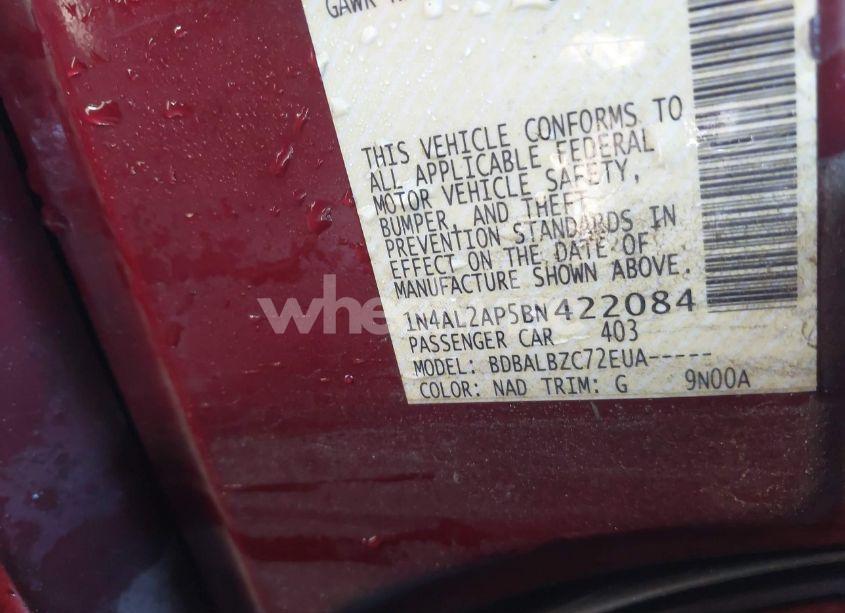 GAWR
THIS VEHICLE CONFORMS TO
ALL APPLICABLE FEDERAL
MOTOR VEHICLE SAFETY,
BUMPER, AND THEFT
PREVENTION STANDARDS IN
EFFECT ON THE DATE OF
MANUFACTURE SHOWN ABOVE.
1N4AL2AP5BN422084
PASSENGER CAR 403
MODEL: BDBALBZC72EUA-----
COLOR: NAD TRIM: G 9N00A